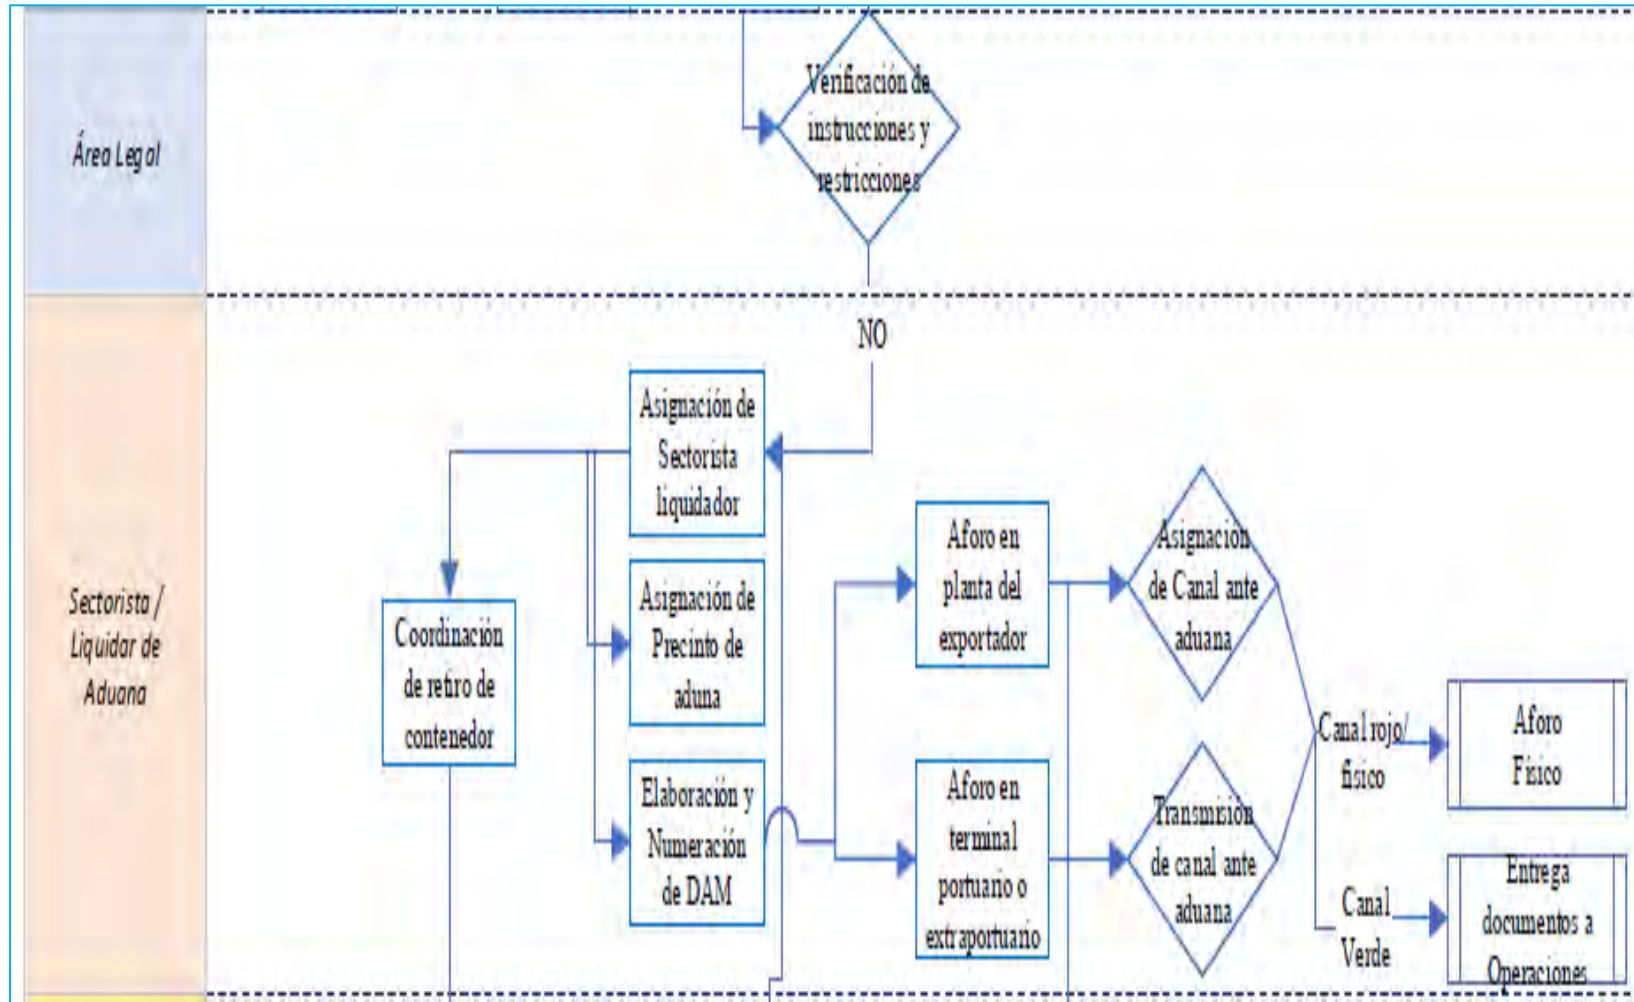 Área Legal
Verificación de
instrucciones y
restricciones
NO
Sectorista /
Liquidar de
Aduana
Asignación de
Sectorista
liquidador
Asignación de
Precinto de
aduna
Coordinación
de retiro de
contenedor
Elaboración y
Numeración
de DAM
Aforo en
planta del
exportador
Aforo en
terminal
portuario o
extraportuario
Asignación
de Canal ante
aduana
Transmisión
de canal ante
aduana
Canal rojo/
físico
Aforo
Físico
Canal
Verde
Entrega
documentos a
Operaciones